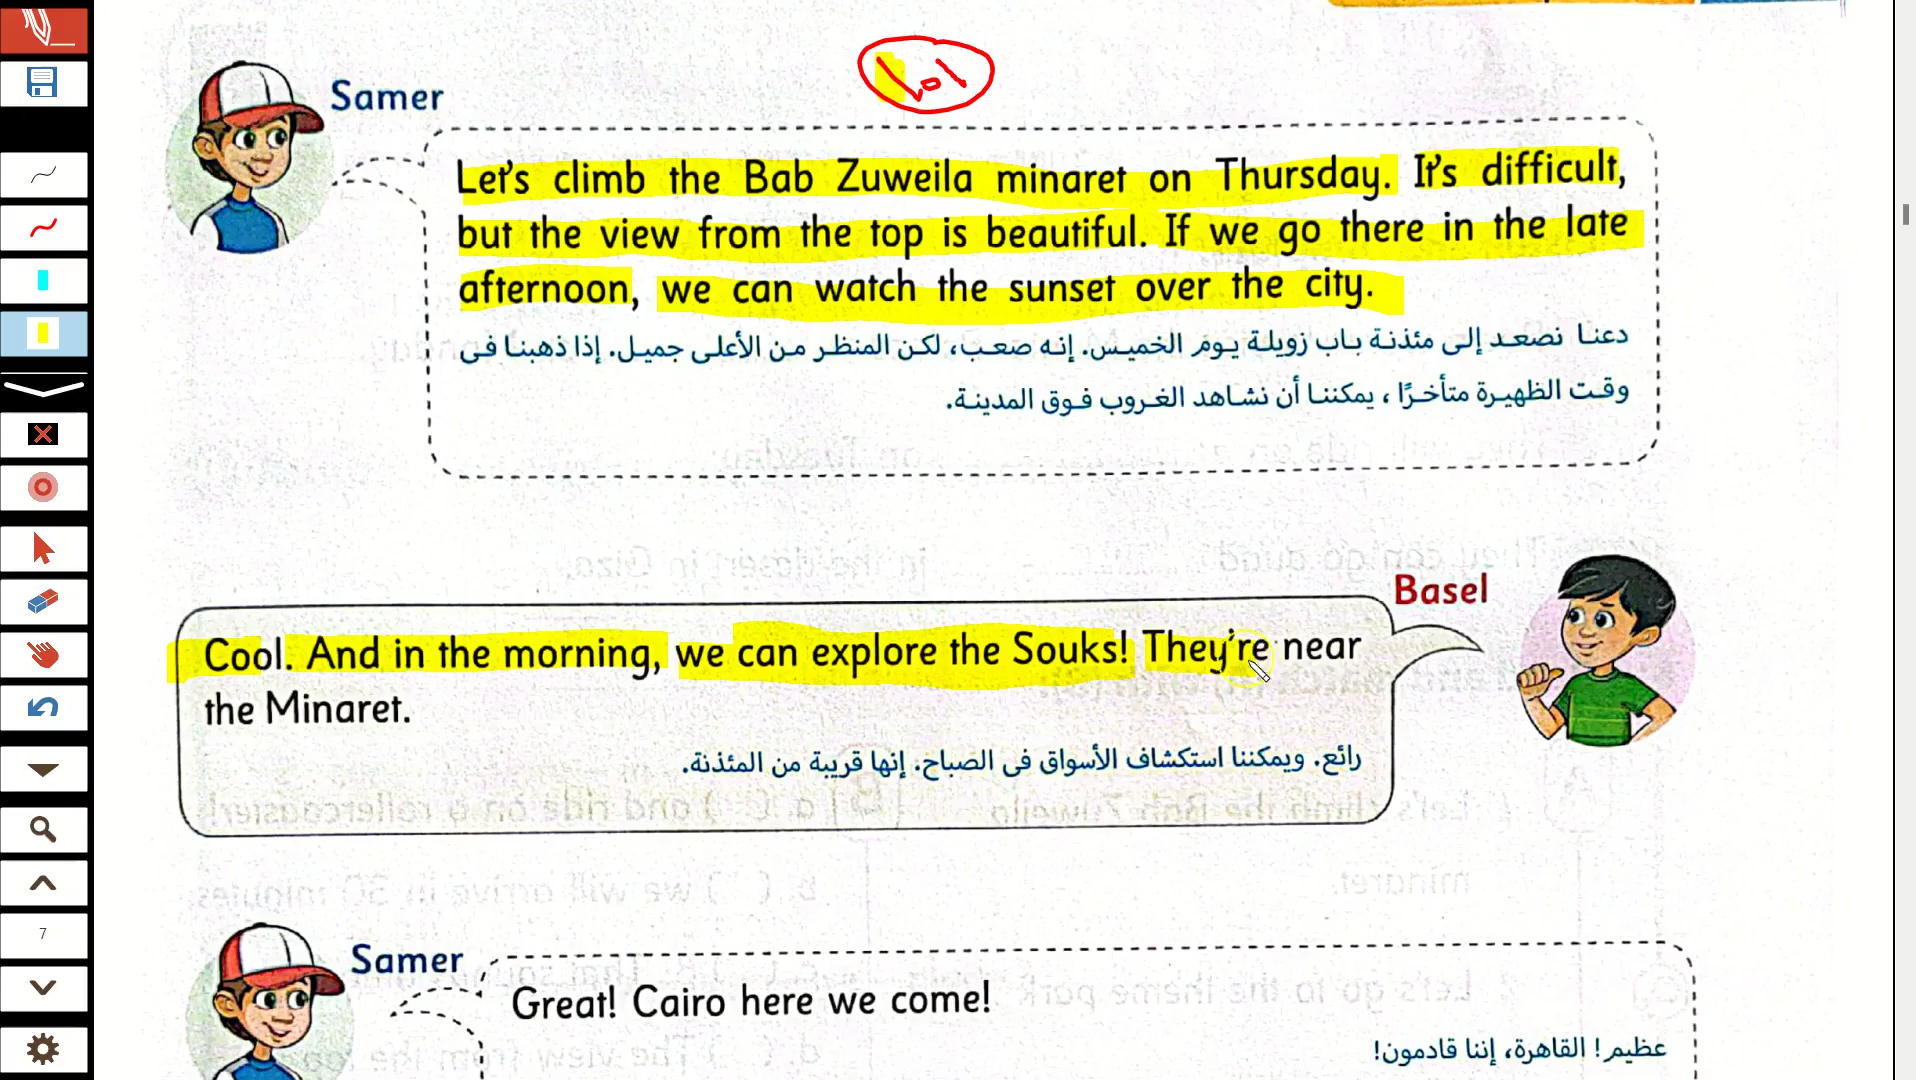 ١٥١
Samer
Let's climb the Bab Zuweila minaret on Thursday. It's difficult,
but the view from the top is beautiful. If we go there in the late
afternoon, we can watch the sunset over the city.
دعنا نصعد إلى مئذنة باب زويلة يوم الخميس. إنه صعب، لكن المنظر من الأعلى جميل. إذا ذهبنا فى
وقت الظهيرة متأخرًا ، يمكننا أن نشاهد الغروب فوق المدينة.
Basel
Cool. And in the morning, we can explore the Souks! They're near
the Minaret.
رائع. ويمكننا استكشاف الأسواق فى الصباح. إنها قريبة من المئذنة.
7
Samer
Great! Cairo here we come!
عظيم! القاهرة، إننا قادمون!